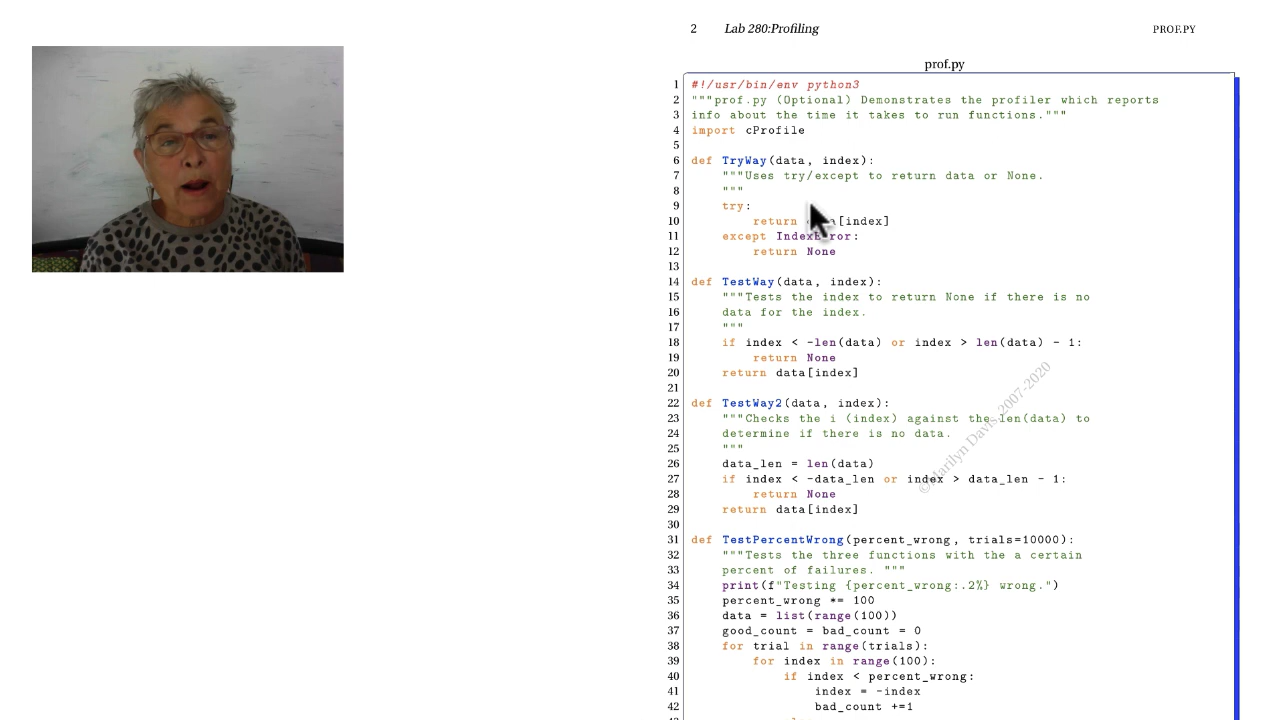 2 Lab 280:Profiling PROF.PY
prof.py
1 #!/usr/bin/env python3
2 """prof.py (Optional) Demonstrates the profiler which reports
3 info about the time it takes to run functions."""
4 import cProfile
5
6 def TryWay(data, index):
7     """Uses try/except to return data or None.
8     """
9     try:
10         return data[index]
11     except IndexError:
12         return None
13
14 def TestWay(data, index):
15     """Tests the index to return None if there is no
16     data for the index.
17     """
18     if index < -len(data) or index > len(data) - 1:
19         return None
20     return data[index]
21
22 def TestWay2(data, index):
23     """Checks the i (index) against the len(data) to
24     determine if there is no data.
25     """
26     data_len = len(data)
27     if index < -data_len or index > data_len - 1:
28         return None
29     return data[index]
30
31 def TestPercentWrong(percent_wrong, trials=10000):
32     """Tests the three functions with the a certain
33     percent of failures. """
34     print(f"Testing {percent_wrong:.2%} wrong.")
35     percent_wrong *= 100
36     data = list(range(100))
37     good_count = bad_count = 0
38     for trial in range(trials):
39         for index in range(100):
40             if index < percent_wrong:
41                 index = -index
42                 bad_count +=1
©Marilyn Davis, 2007-2020